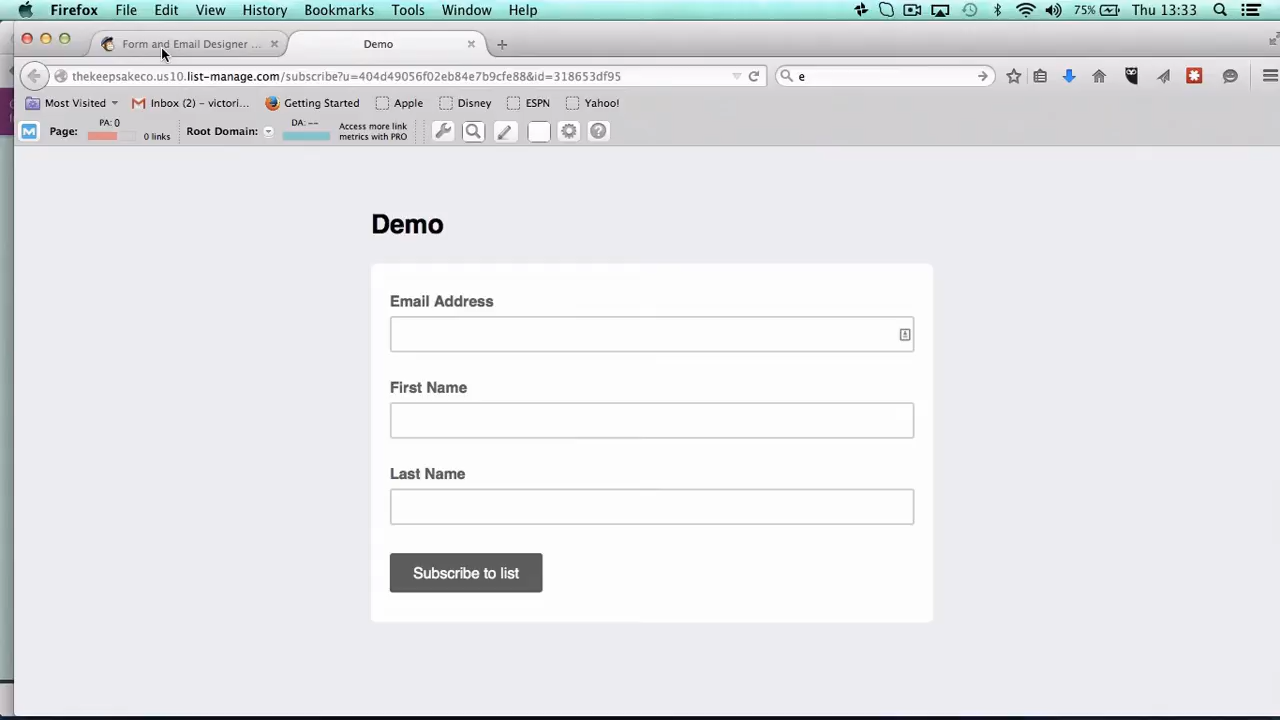 Firefox File Edit View History Bookmarks Tools Window Help 75% Thu 13:33
Form and Email Designer ... Demo
thekeepsakeco.us10.list-manage.com/subscribe?u=404d49056f02eb84e7b9cfe88&id=318653df95 e
Most Visited Inbox (2) – victori... Getting Started Apple Disney ESPN Yahoo!
Page: PA: 0 0 links Root Domain: DA: -- Access more link metrics with PRO
Demo
Email Address
First Name
Last Name
Subscribe to list